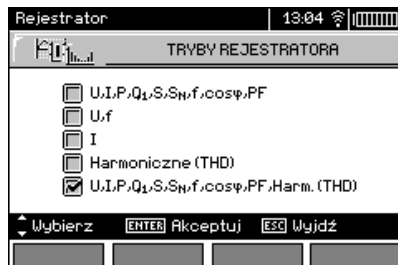 Rejestrator 13:04
TRYBY REJESTRATORA
U,I,P,Q₁,S,Sₙ,f,cosφ,PF
U,f
I
Harmoniczne (THD)
U,I,P,Q₁,S,Sₙ,f,cosφ,PF,Harm. (THD)
Wybierz ENTER Akceptuj ESC Wyjdź